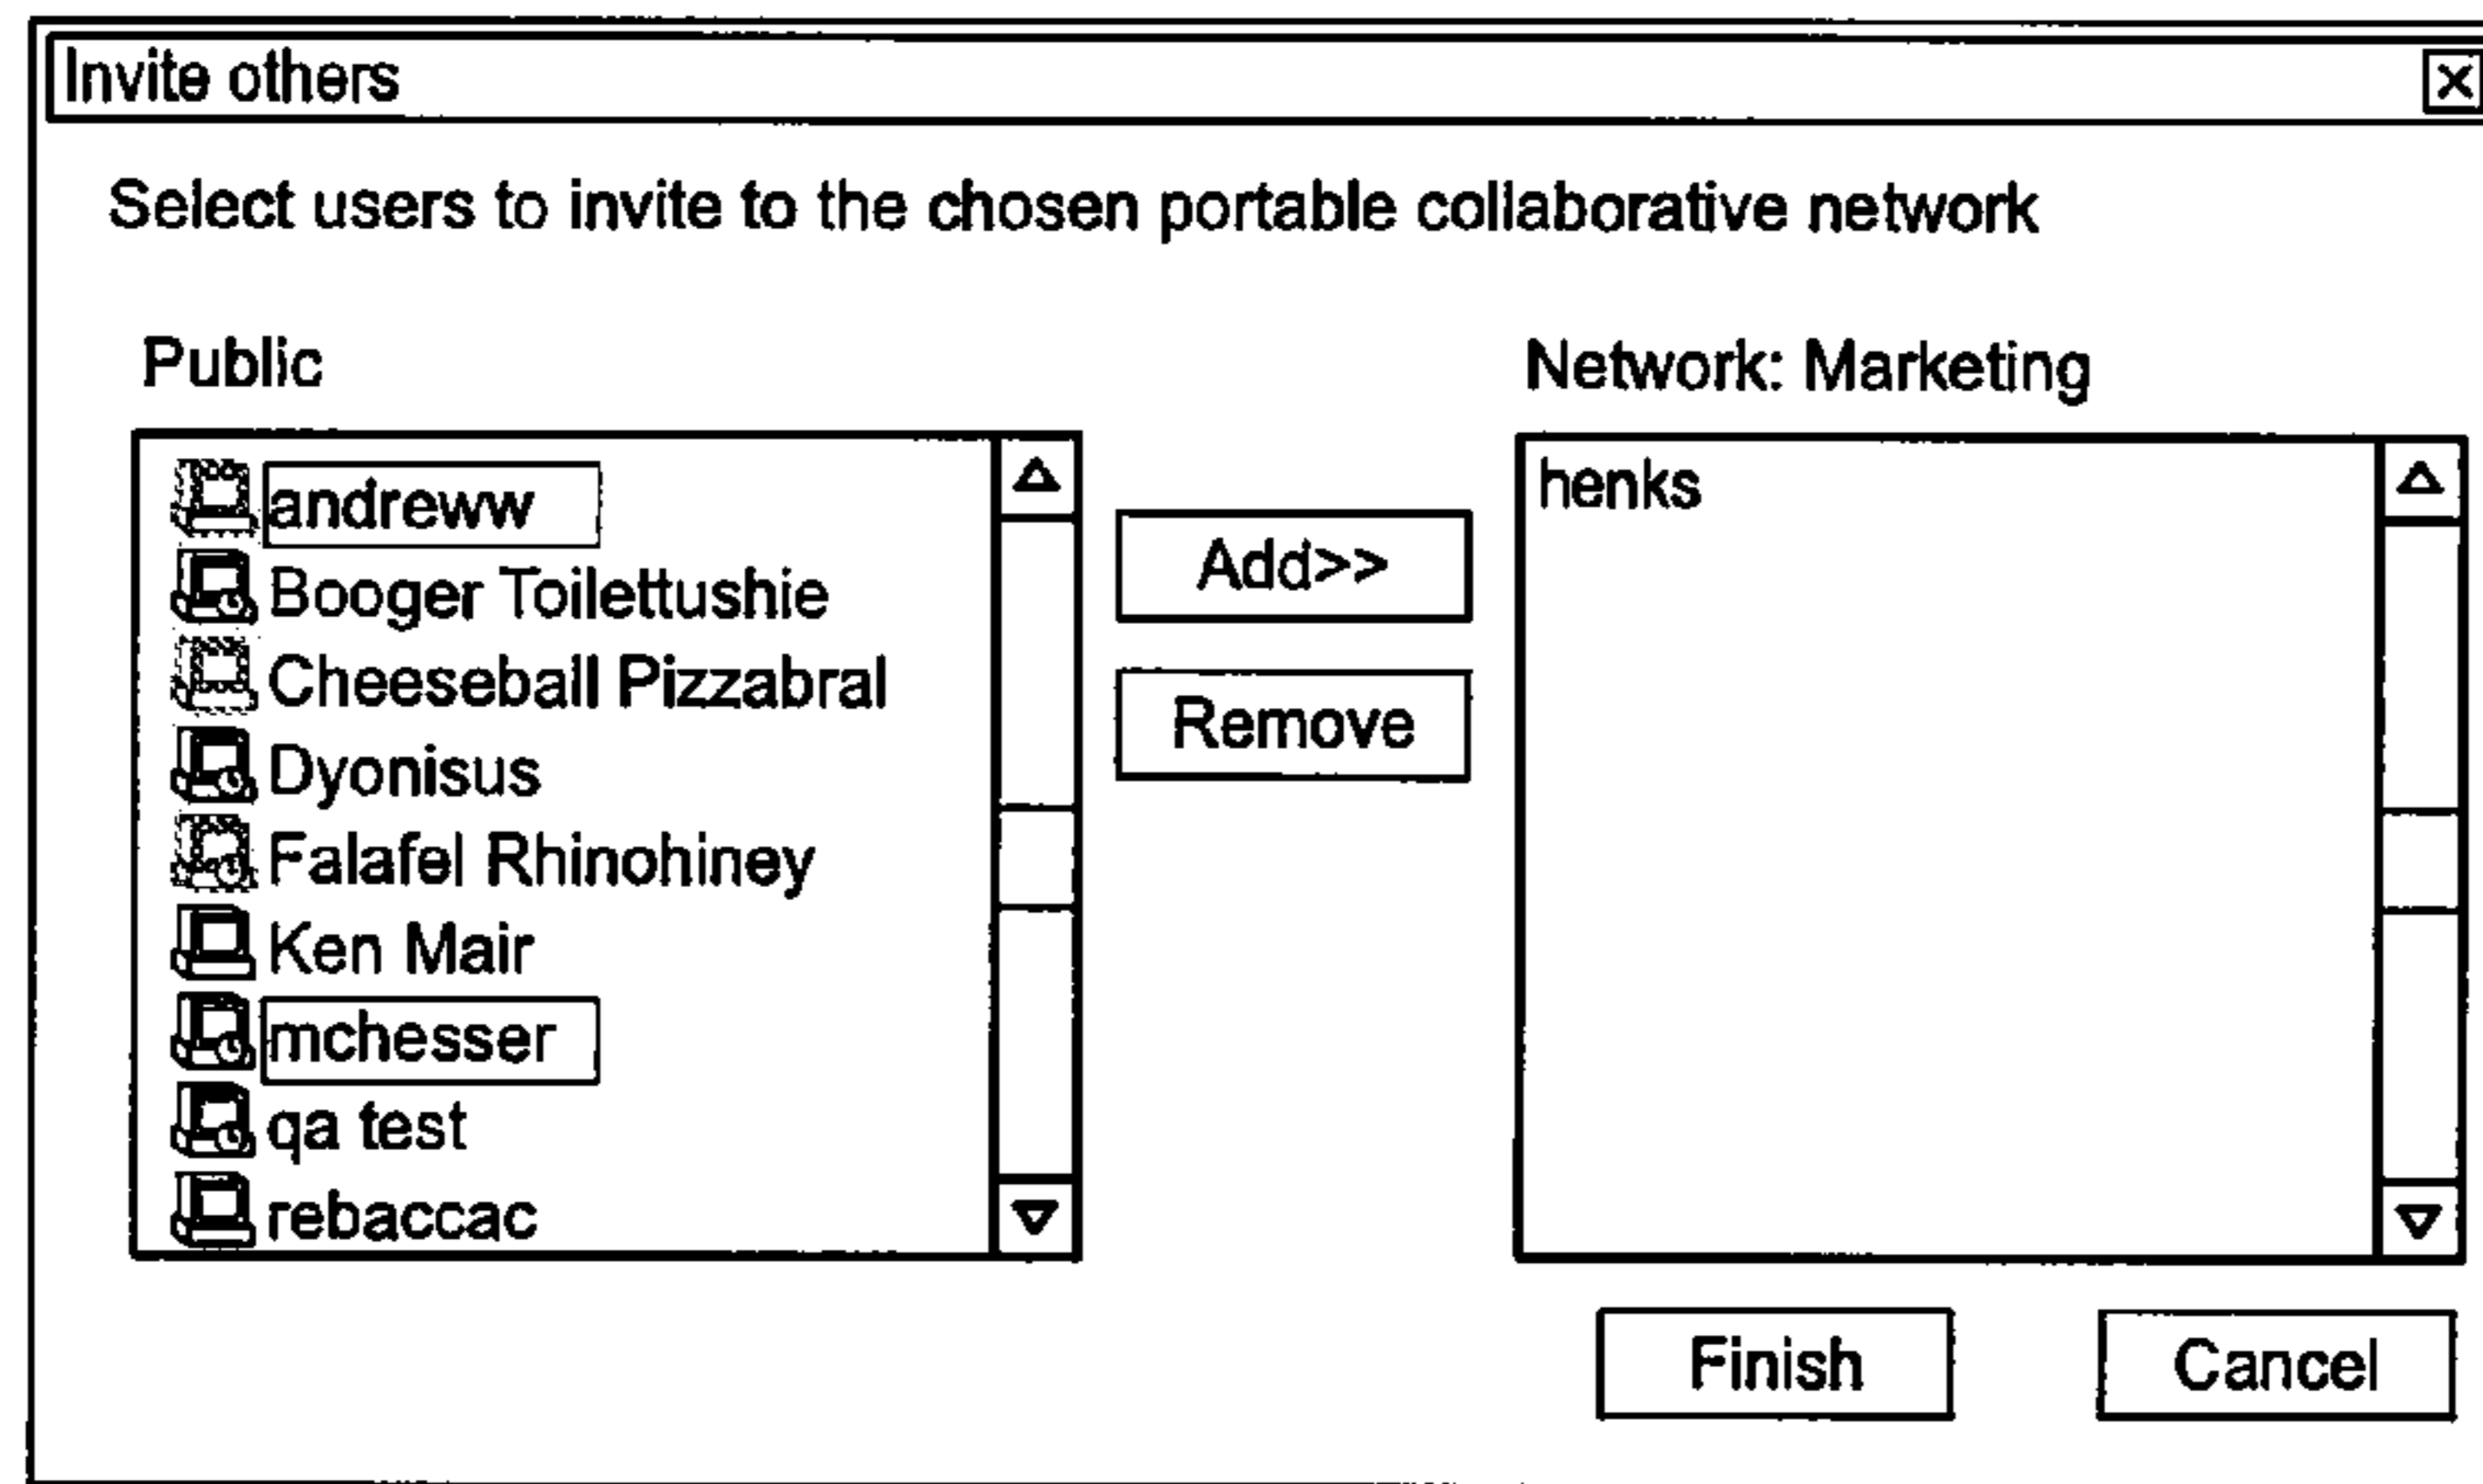 Invite others
Select users to invite to the chosen portable collaborative network
Public
andreww
Booger Toilettushie
Cheeseball Pizzabral
Dyonisus
Falafel Rhinohiney
Ken Mair
mchesser
qa test
rebaccac
Add>>
Remove
Network: Marketing
henks
Finish
Cancel